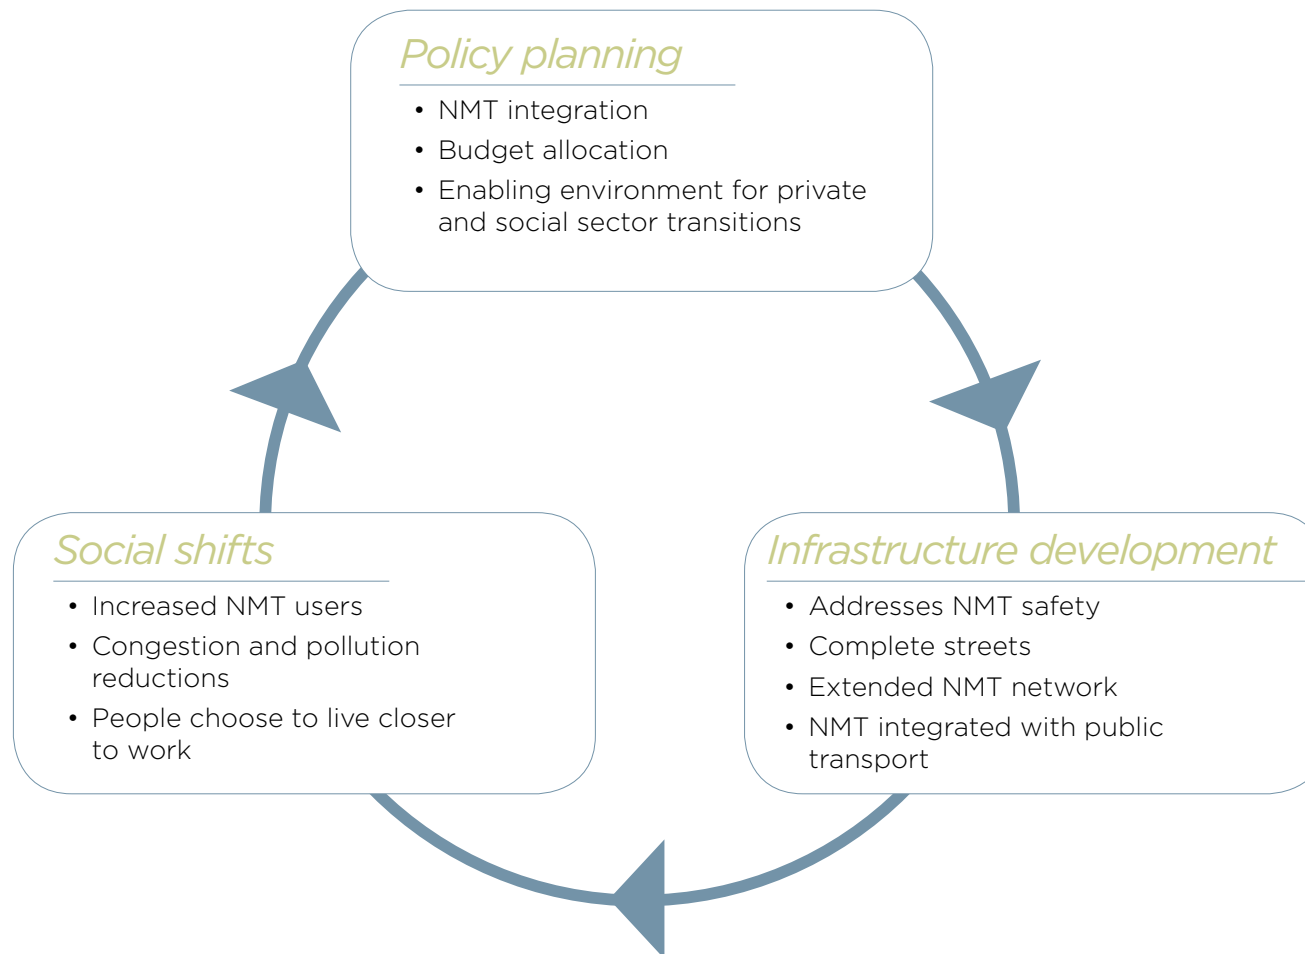 Policy planning
• NMT integration
• Budget allocation
• Enabling environment for private
and social sector transitions
Social shifts
• Increased NMT users
• Congestion and pollution
reductions
• People choose to live closer
to work
Infrastructure development
• Addresses NMT safety
• Complete streets
• Extended NMT network
• NMT integrated with public
transport